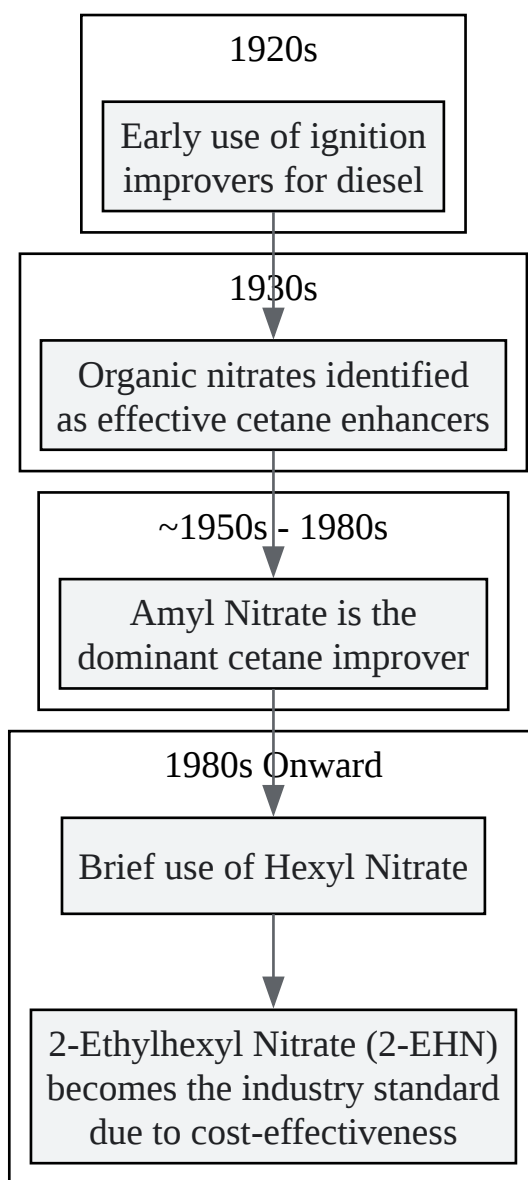 1920s
Early use of ignition
improvers for diesel
1930s
Organic nitrates identified
as effective cetane enhancers
~1950s - 1980s
Amyl Nitrate is the
dominant cetane improver
1980s Onward
Brief use of Hexyl Nitrate
2-Ethylhexyl Nitrate (2-EHN)
becomes the industry standard
due to cost-effectiveness